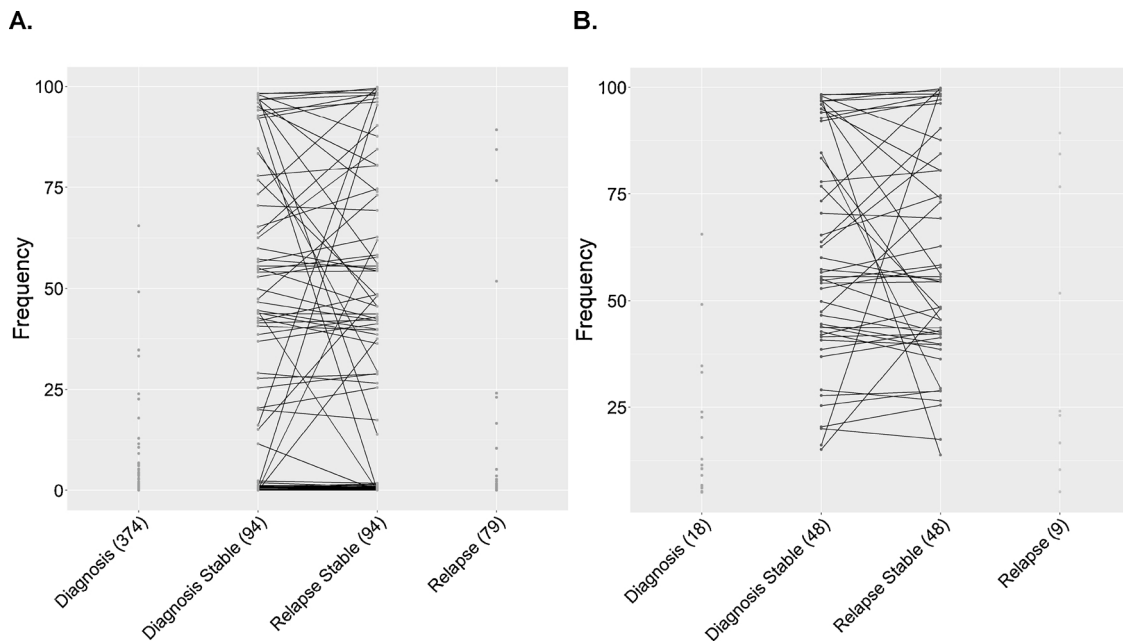 A.
Frequency
100
75
50
25
0
Diagnosis (374)
Diagnosis Stable (94)
Relapse Stable (94)
Relapse (79)
B.
Frequency
100
75
50
25
Diagnosis (18)
Diagnosis Stable (48)
Relapse Stable (48)
Relapse (9)